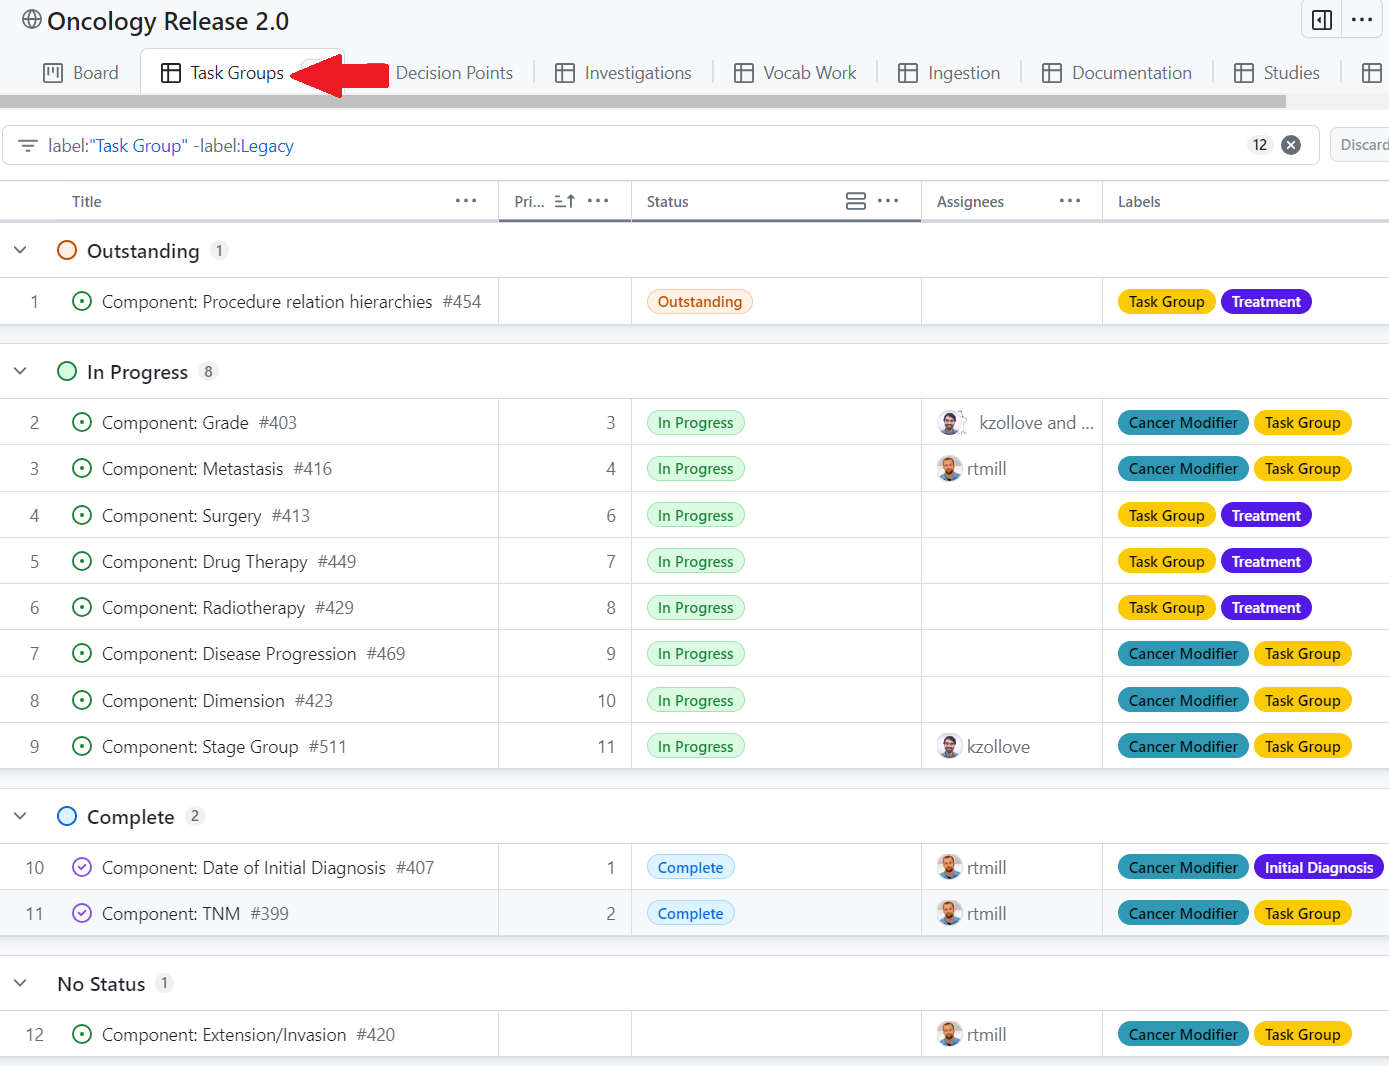 Oncology Release 2.0
Board Task Groups Decision Points Investigations Vocab Work Ingestion Documentation Studies
label:"Task Group" -label:Legacy 12 Discard
Title Pri... Status Assignees Labels
Outstanding 1
1 Component: Procedure relation hierarchies #454 Outstanding Task Group Treatment
In Progress 8
2 Component: Grade #403 3 In Progress kzollove and ... Cancer Modifier Task Group
3 Component: Metastasis #416 4 In Progress rtmill Cancer Modifier Task Group
4 Component: Surgery #413 6 In Progress Task Group Treatment
5 Component: Drug Therapy #449 7 In Progress Task Group Treatment
6 Component: Radiotherapy #429 8 In Progress Task Group Treatment
7 Component: Disease Progression #469 9 In Progress Cancer Modifier Task Group
8 Component: Dimension #423 10 In Progress Cancer Modifier Task Group
9 Component: Stage Group #511 11 In Progress kzollove Cancer Modifier Task Group
Complete 2
10 Component: Date of Initial Diagnosis #407 1 Complete rtmill Cancer Modifier Initial Diagnosis
11 Component: TNM #399 2 Complete rtmill Cancer Modifier Task Group
No Status 1
12 Component: Extension/Invasion #420 rtmill Cancer Modifier Task Group